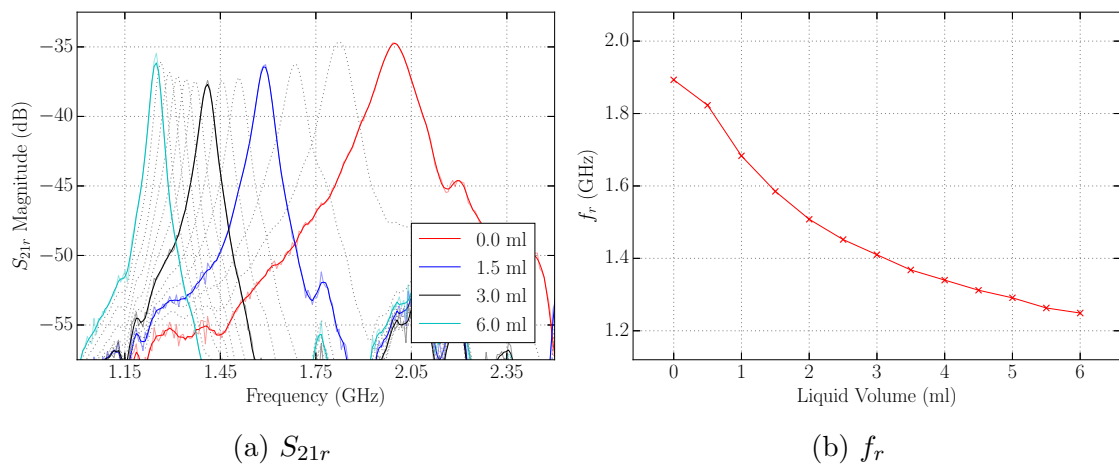 −35
−40
−45
−50
−55
S21r Magnitude (dB)
0.0 ml
1.5 ml
3.0 ml
6.0 ml
1.15 1.45 1.75 2.05 2.35
Frequency (GHz)
(a) S21r
2.0
1.8
1.6
1.4
1.2
fr (GHz)
0 1 2 3 4 5 6
Liquid Volume (ml)
(b) fr